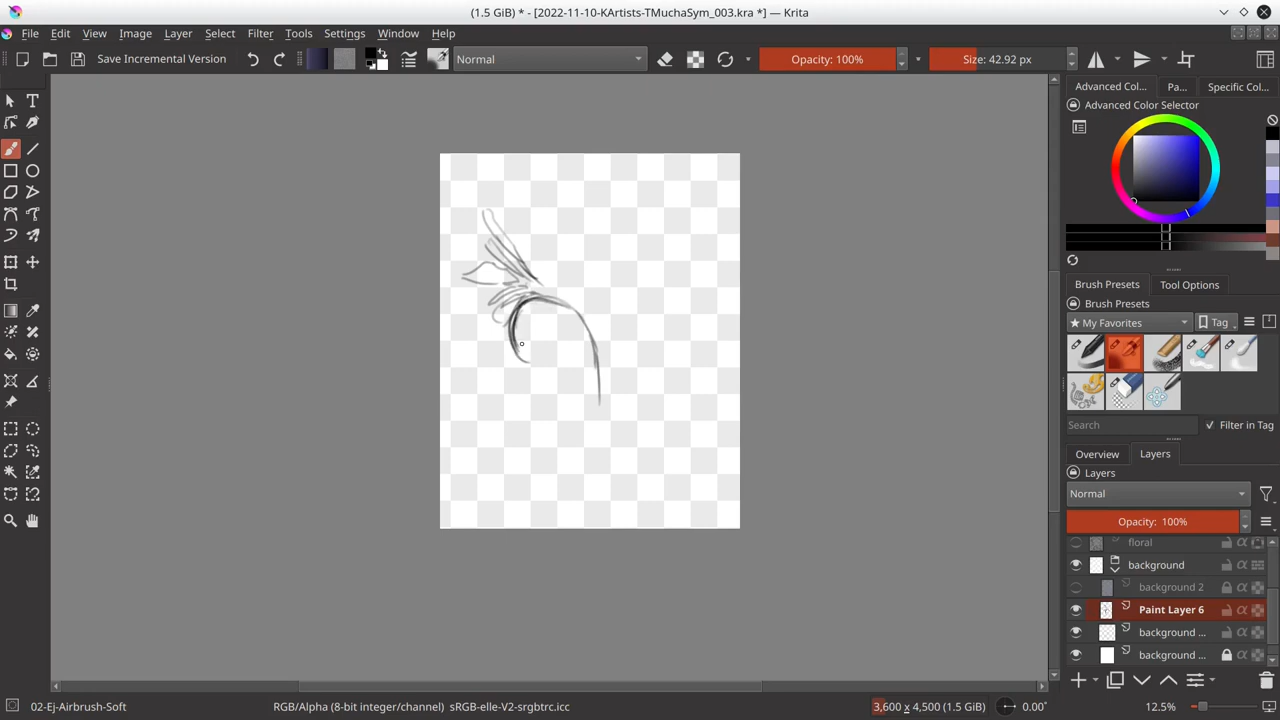 (1.5 GiB) * - [2022-11-10-KArtists-TMuchaSym_003.kra *] — Krita
File Edit View Image Layer Select Filter Tools Settings Window Help
Save Incremental Version Normal Opacity: 100% Size: 42.92 px
Advanced Col... Pa... Specific Col...
Advanced Color Selector
Brush Presets Tool Options
Brush Presets
★ My Favorites Tag
Search Filter in Tag
Overview Layers
Layers
Normal
Opacity: 100%
floral
background
background 2
Paint Layer 6
background ...
background ...
02-Ej-Airbrush-Soft RGB/Alpha (8-bit integer/channel) sRGB-elle-V2-srgbtrc.icc 3,600 x 4,500 (1.5 GiB) 0.00° 12.5%